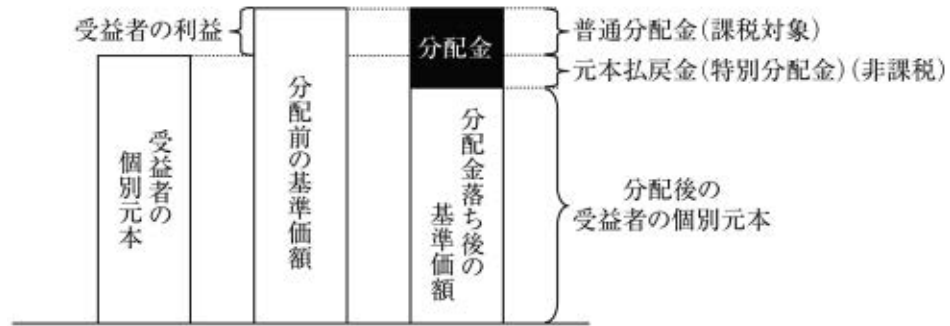 受益者の利益
分配金
普通分配金(課税対象)
元本払戻金(特別分配金)(非課税)
受益者の
個別元本
分配前の基準価額
分配金落ち後の
基準価額
分配後の
受益者の個別元本